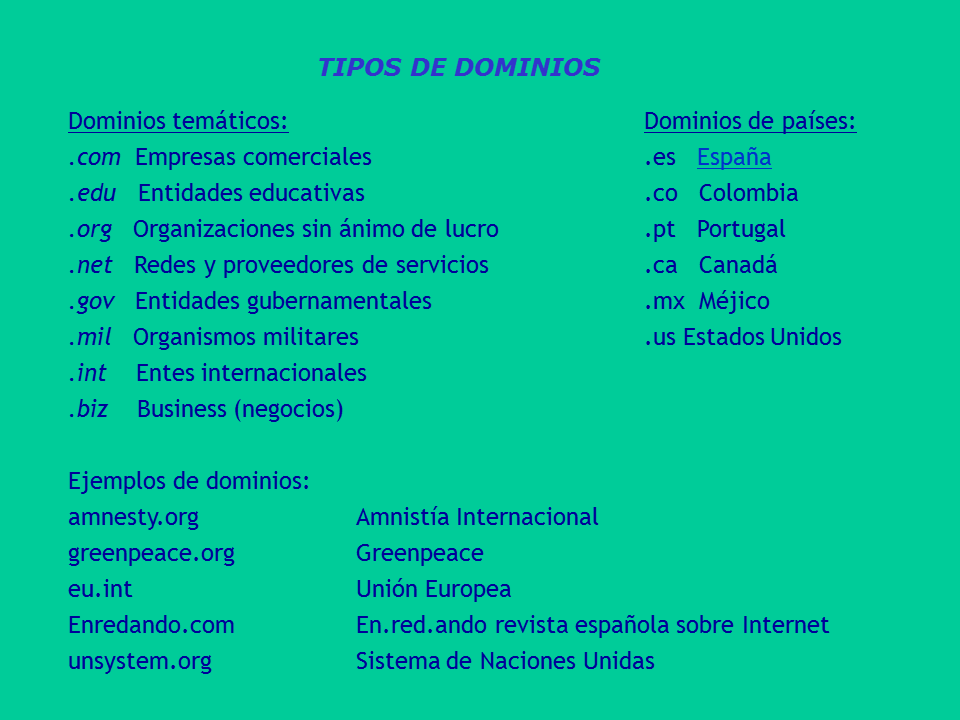 TIPOS DE DOMINIOS
Dominios temáticos:
.com Empresas comerciales
.edu Entidades educativas
.org Organizaciones sin ánimo de lucro
.net Redes y proveedores de servicios
.gov Entidades gubernamentales
.mil Organismos militares
.int Entes internacionales
.biz Business (negocios)
Dominios de países:
.es España
.co Colombia
.pt Portugal
.ca Canadá
.mx Méjico
.us Estados Unidos
Ejemplos de dominios:
amnesty.org Amnistía Internacional
greenpeace.org Greenpeace
eu.int Unión Europea
Enredando.com En.red.ando revista española sobre Internet
unsystem.org Sistema de Naciones Unidas